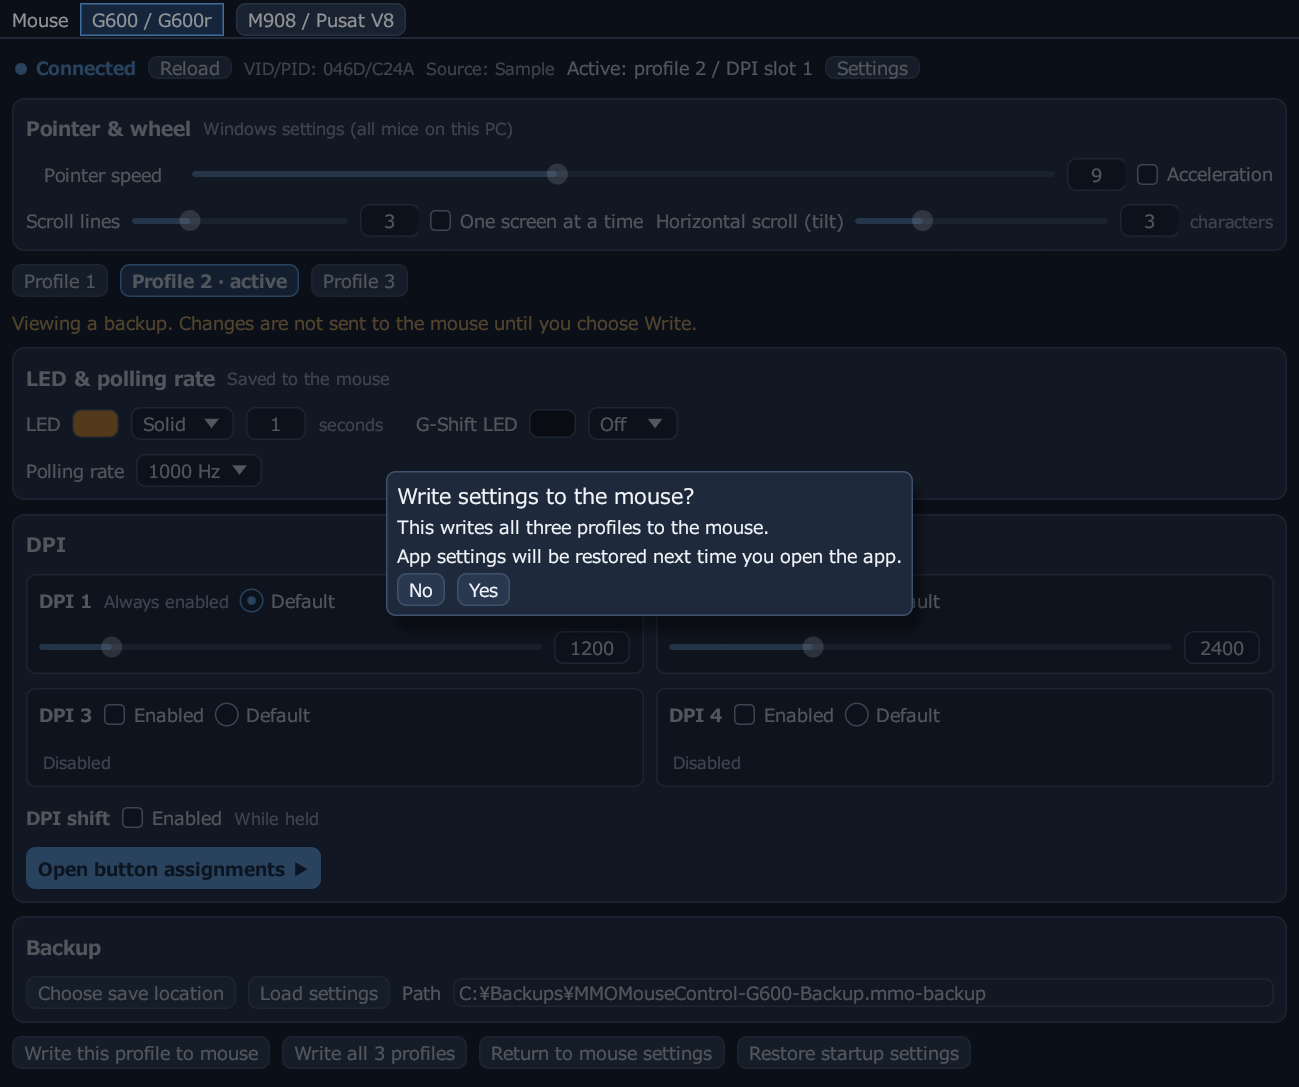 Mouse G600 / G600r M908 / Pusat V8
Connected Reload VID/PID: 046D/C24A Source: Sample Active: profile 2 / DPI slot 1 Settings
Pointer & wheel Windows settings (all mice on this PC)
Pointer speed 9 Acceleration
Scroll lines 3 One screen at a time Horizontal scroll (tilt) 3 characters
Profile 1 Profile 2 · active Profile 3
Viewing a backup. Changes are not sent to the mouse until you choose Write.
LED & polling rate Saved to the mouse
LED Solid 1 seconds G-Shift LED Off
Polling rate 1000 Hz
Write settings to the mouse?
This writes all three profiles to the mouse.
App settings will be restored next time you open the app.
No Yes
DPI
DPI 1 Always enabled Default
1200 2400
DPI 3 Enabled Default DPI 4 Enabled Default
Disabled Disabled
DPI shift Enabled While held
Open button assignments ▶
Backup
Choose save location Load settings Path C:¥Backups¥MMOMouseControl-G600-Backup.mmo-backup
Write this profile to mouse Write all 3 profiles Return to mouse settings Restore startup settings